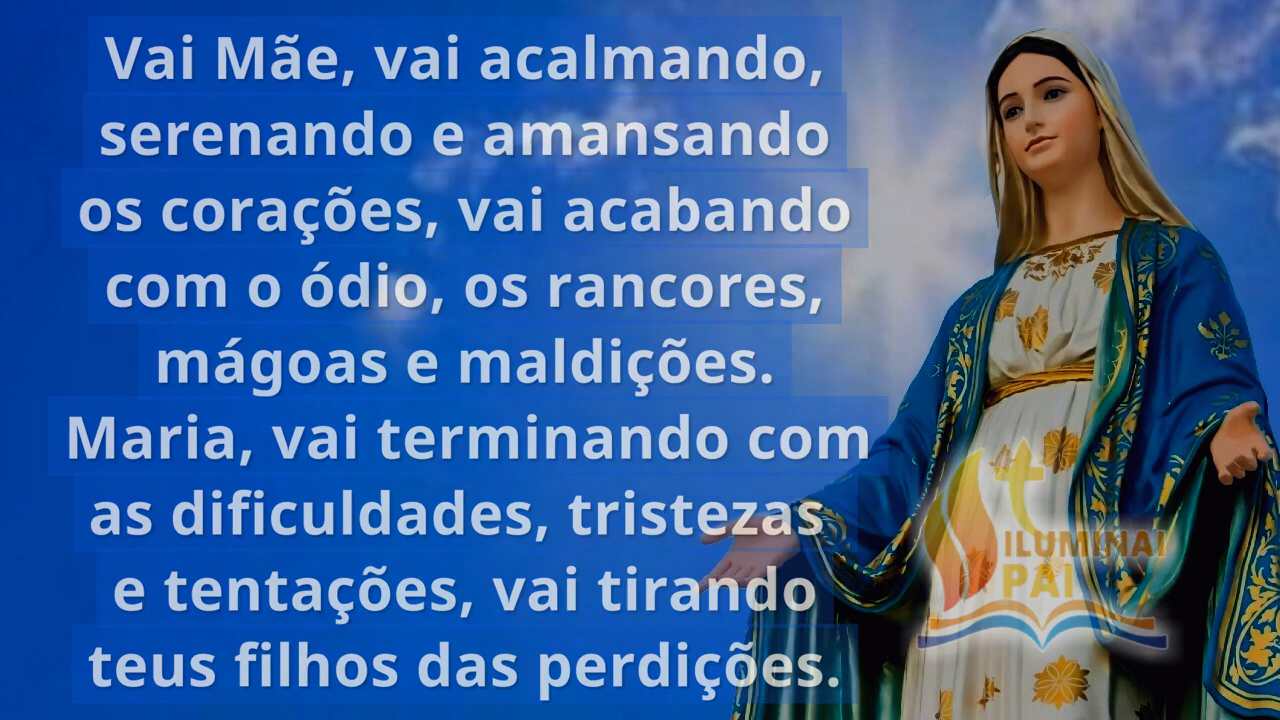 Vai Mãe, vai acalmando,
serenando e amansando
os corações, vai acabando
com o ódio, os rancores,
mágoas e maldições.
Maria, vai terminando com
as dificuldades, tristezas
e tentações, vai tirando
teus filhos das perdições.
ILUMINAI
PAI